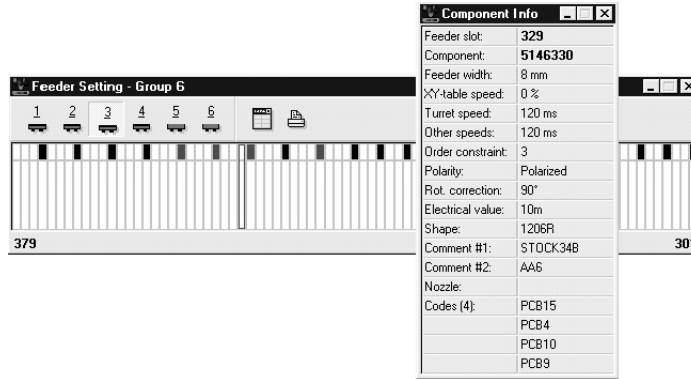 Component Info
Feeder slot: 329
Component: 5146330
Feeder width: 8 mm
XY-table speed: 0 %
Turret speed: 120 ms
Other speeds: 120 ms
Order constraint: 3
Polarity: Polarized
Rot. correction: 90°
Electrical value: 10m
Shape: 1206R
Comment #1: STOCK34B
Comment #2: AA6
Nozzle:
Codes (4): PCB15
PCB4
PCB10
PCB9
Feeder Setting - Group 6
1 2 3 4 5 6
379